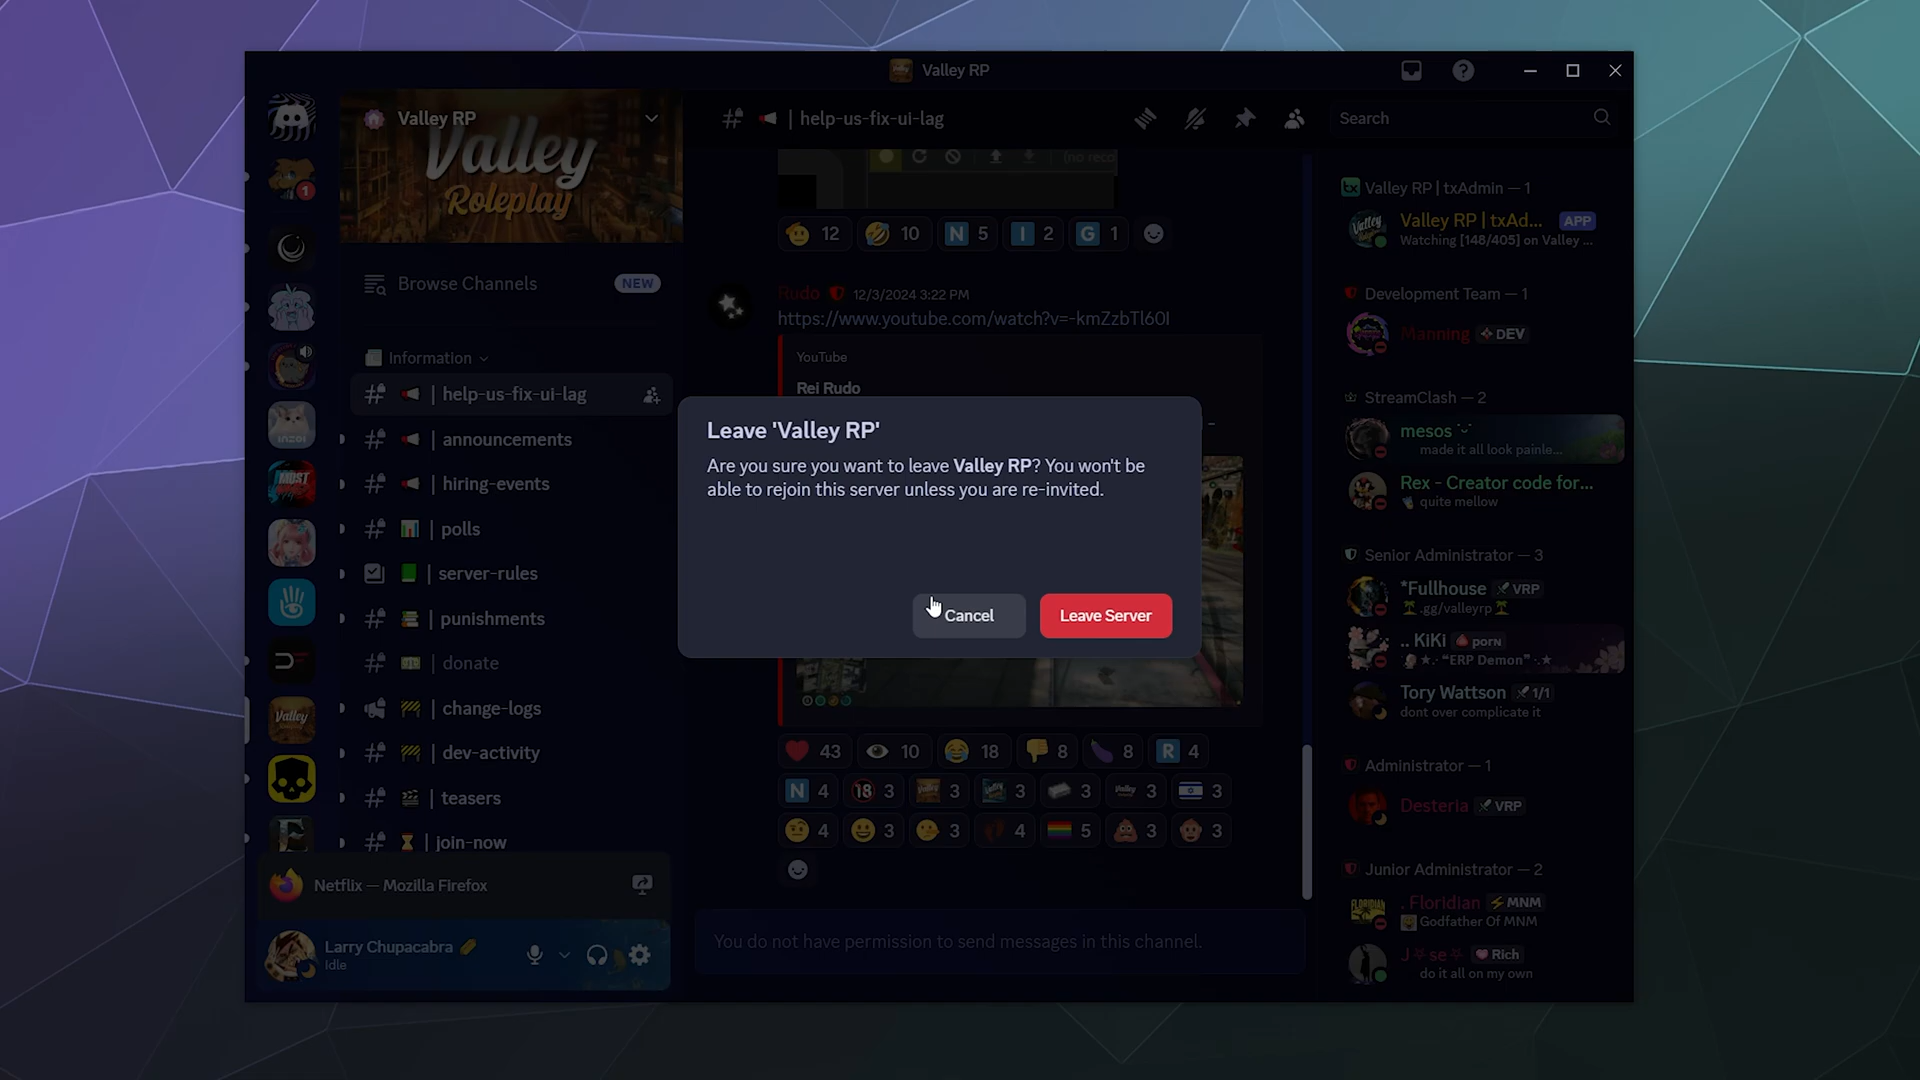 Valley RP
Valley RP
Valley
Roleplay
Browse Channels
NEW
Information
help-us-fix-ui-lag
| announcements
| hiring-events
| polls
| server-rules
| punishments
| donate
| change-logs
| dev-activity
| teasers
| join-now
Netflix — Mozilla Firefox
Larry Chupacabra
Idle
| help-us-fix-ui-lag
Search
(no reco
12
10
N 5
I 2
G 1
Rudo
12/3/2024 3:22 PM
https://www.youtube.com/watch?v=-kmZzbTl60I
YouTube
Rei Rudo
Leave 'Valley RP'
Are you sure you want to leave Valley RP? You won't be
able to rejoin this server unless you are re-invited.
Cancel
Leave Server
43
10
18
8
8
R 4
N 4
18 3
3
3
3
3
3
4
3
3
4
5
3
3
You do not have permission to send messages in this channel.
tx Valley RP | txAdmin — 1
Valley RP | txAd...
APP
Watching [148/405] on Valley ...
Development Team — 1
Manning
DEV
StreamClash — 2
mesos
made it all look painle...
Rex - Creator code for...
quite mellow
Senior Administrator — 3
*Fullhouse
VRP
.gg/valleyrp
.. KiKi
porn
“ERP Demon”
Tory Wattson
1/1
dont over complicate it
Administrator — 1
Desteria
VRP
Junior Administrator — 2
. Floridian
MNM
Godfather Of MNM
J se
Rich
do it all on my own
1
MOST
Valley